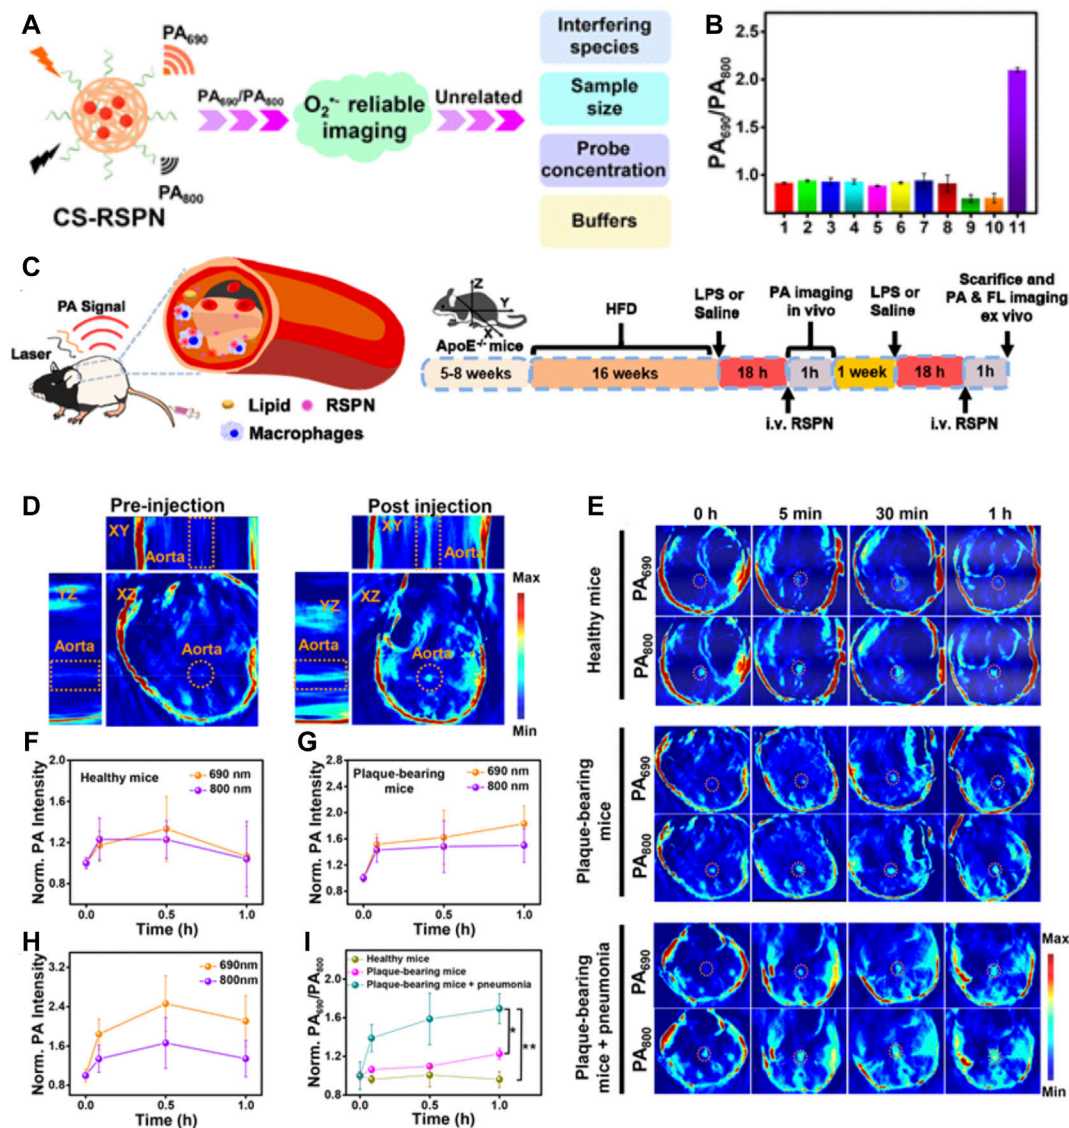 A
PA690
PA690/PA800
O2•- reliable
imaging
Unrelated
PA800
CS-RSPN
Interfering
species
Sample
size
Probe
concentration
Buffers
B
PA690/PA800
2.5
2.0
1.5
1.0
1 2 3 4 5 6 7 8 9 10 11
C
PA Signal
Laser
Lipid
RSPN
Macrophages
Z
Y
X
ApoE-/- mice
HFD
LPS or
Saline
PA imaging
in vivo
LPS or
Saline
Scarifice and
PA & FL imaging
ex vivo
5-8 weeks
16 weeks
18 h
1h
1 week
18 h
1h
i.v. RSPN
i.v. RSPN
D
Pre-injection
XY
Aorta
YZ
Aorta
XZ
Aorta
Post injection
XY
Aorta
YZ
Aorta
XZ
Aorta
Max
Min
E
0 h
5 min
30 min
1 h
Healthy mice
PA690
PA800
Plaque-bearing
mice
PA690
PA800
Plaque-bearing
mice + pneumonia
PA690
PA800
Max
Min
F
Healthy mice
690 nm
800 nm
Norm. PA Intensity
2.0
1.6
1.2
0.8
0.0 0.5 1.0
Time (h)
G
Plaque-bearing
mice
690 nm
800 nm
Norm. PA Intensity
2.8
2.4
2.0
1.6
1.2
0.8
0.0 0.5 1.0
Time (h)
H
690nm
800nm
Norm. PA Intensity
3.2
2.4
1.6
0.8
0.0 0.5 1.0
Time (h)
I
Healthy mice
Plaque-bearing mice
Plaque-bearing mice + pneumonia
Norm. PA690/PA800
2.0
1.6
1.2
0.8
*
**
0.0 0.5 1.0
Time (h)